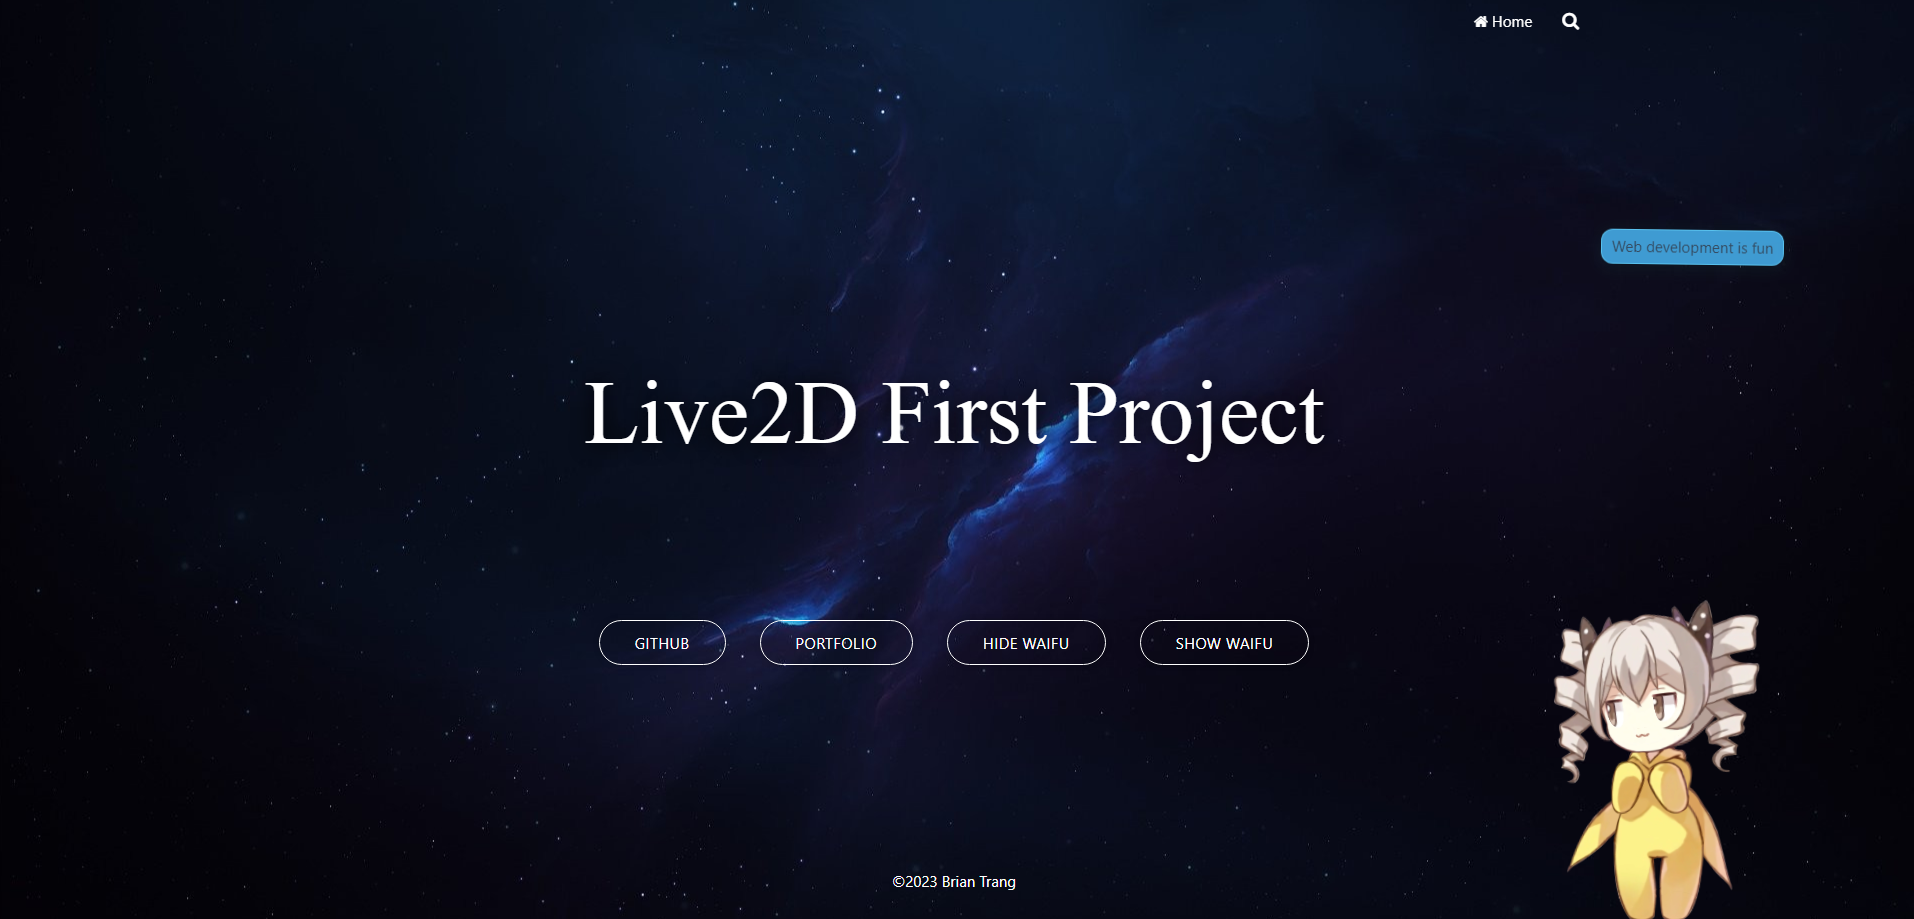 Home
Web development is fun
Live2D First Project
GITHUB
PORTFOLIO
HIDE WAIFU
SHOW WAIFU
©2023 Brian Trang